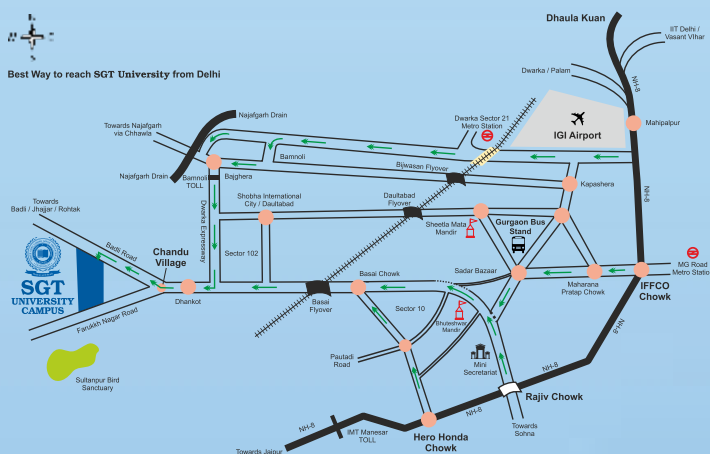 Dhaula Kuan
IIT Delhi /
Vasant VIhar
Best Way to reach SGT University from Delhi
Dwarka / Palam
NH-8
Najafgarh Drain
Dwarka Sector 21
Metro Station
IGI Airport
Mahipalpur
Towards Najafgarh
via Chhawla
Bamnoli
Bijwasan Flyover
Najafgarh Drain
Bamnoli
TOLL
Bajghera
Kapashera
NH-8
Shobha International
City / Daultabad
Daultabad
Flyover
Towards
Badli / Jhajjar / Rohtak
Dwarka Expressway
Sheetla Mata
Mandir
Gurgaon Bus
Stand
Badli Road
Chandu
Village
Sector 102
Basai Chowk
Sadar Bazaar
MG Road
Metro Station
SGT
UNIVERSITY
CAMPUS
Dhankot
Basai
Flyover
Sector 10
Maharana
Pratap Chowk
IFFCO
Chowk
Farukkh Nagar Road
Bhuteshwar
Mandir
NH-8
Pautadi
Road
Mini
Secretariat
NH-8
Sultanpur Bird
Sanctuary
Rajiv Chowk
NH-8
NH-8
IMT Manesar
TOLL
Hero Honda
Chowk
Towards
Sohna
Towards Jaipur